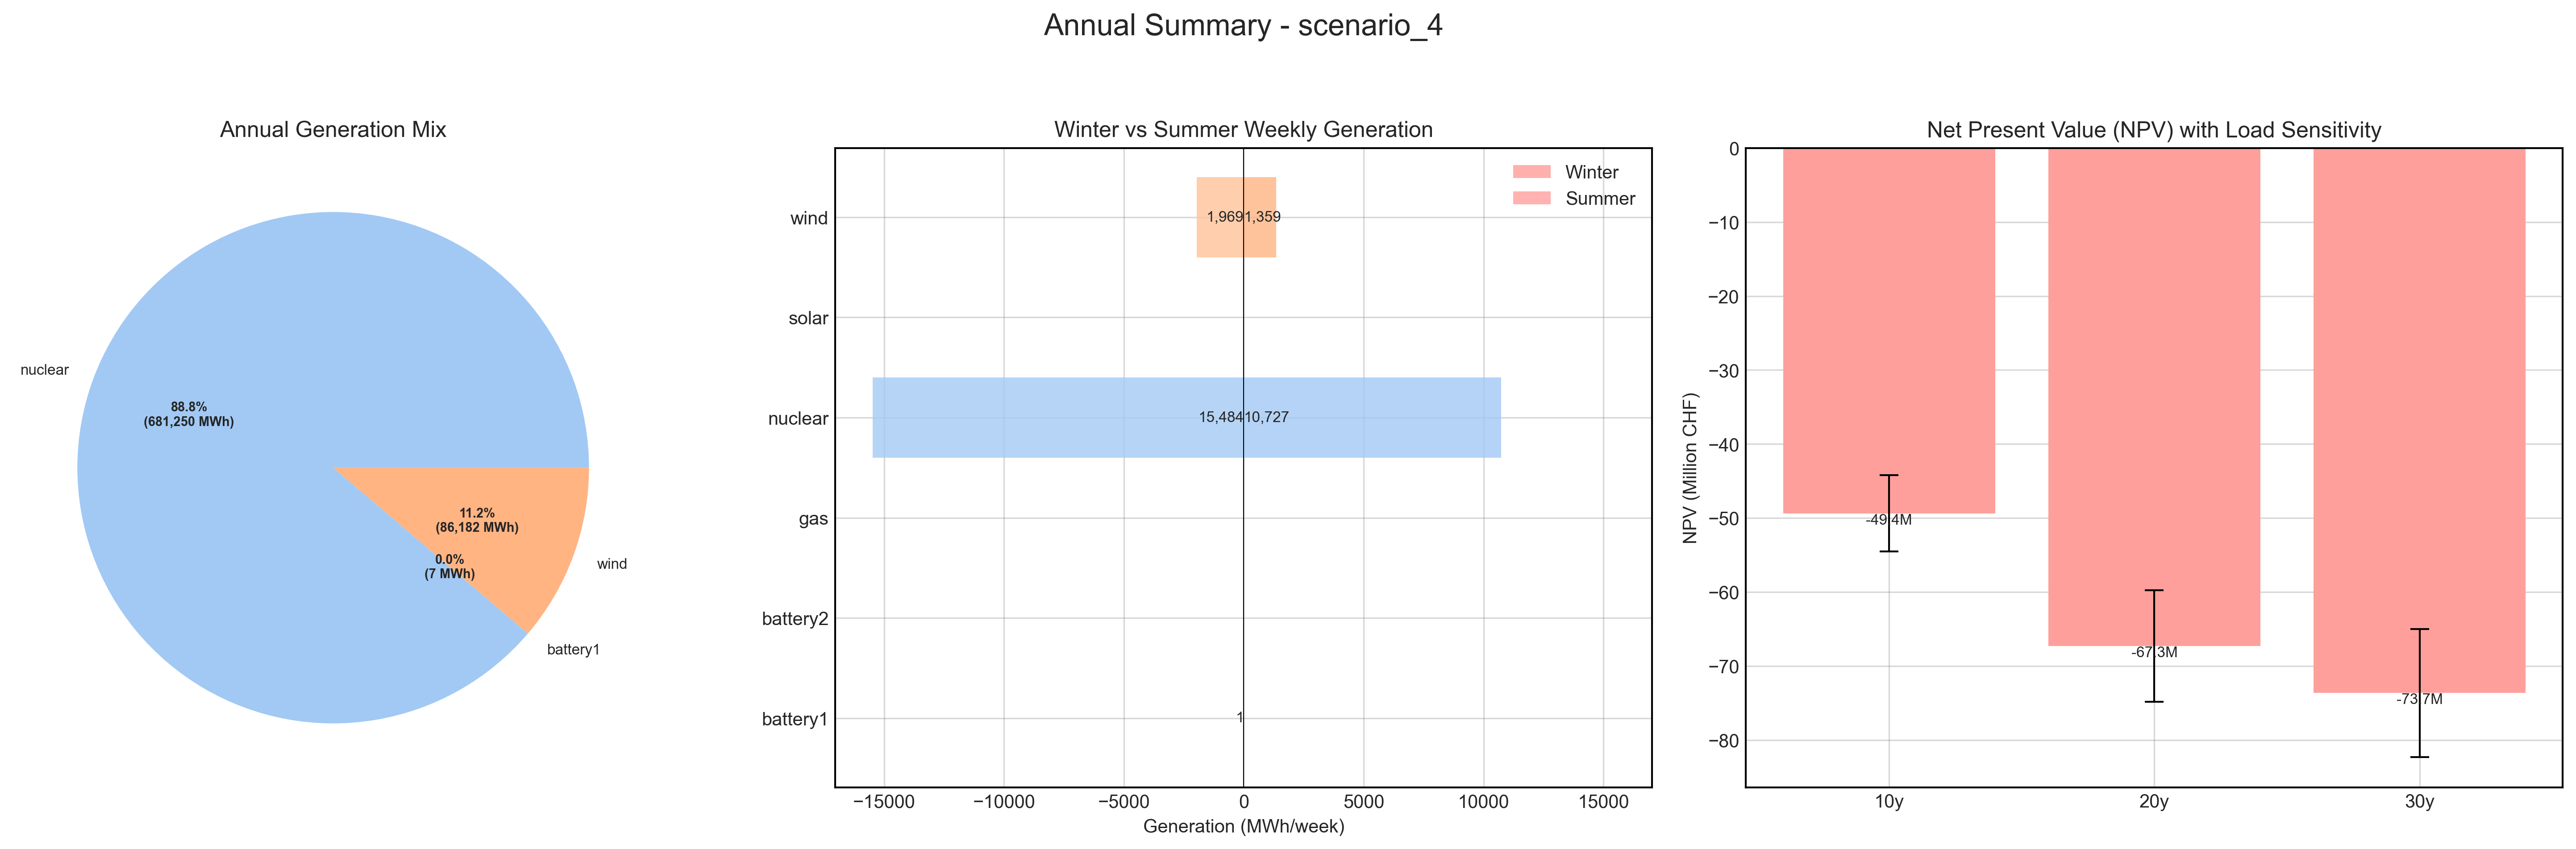 Annual Summary - scenario_4
Annual Generation Mix
nuclear
88.8%
(681,250 MWh)
11.2%
(86,182 MWh)
0.0%
(7 MWh)
wind
battery1
Winter vs Summer Weekly Generation
Winter
Summer
wind
1,969
1,359
solar
nuclear
15,484
10,727
gas
battery2
battery1
1
−15000
−10000
−5000
0
5000
10000
15000
Generation (MWh/week)
Net Present Value (NPV) with Load Sensitivity
NPV (Million CHF)
0
−10
−20
−30
−40
−50
−60
−70
−80
-49.4M
-67.3M
-73.7M
10y
20y
30y